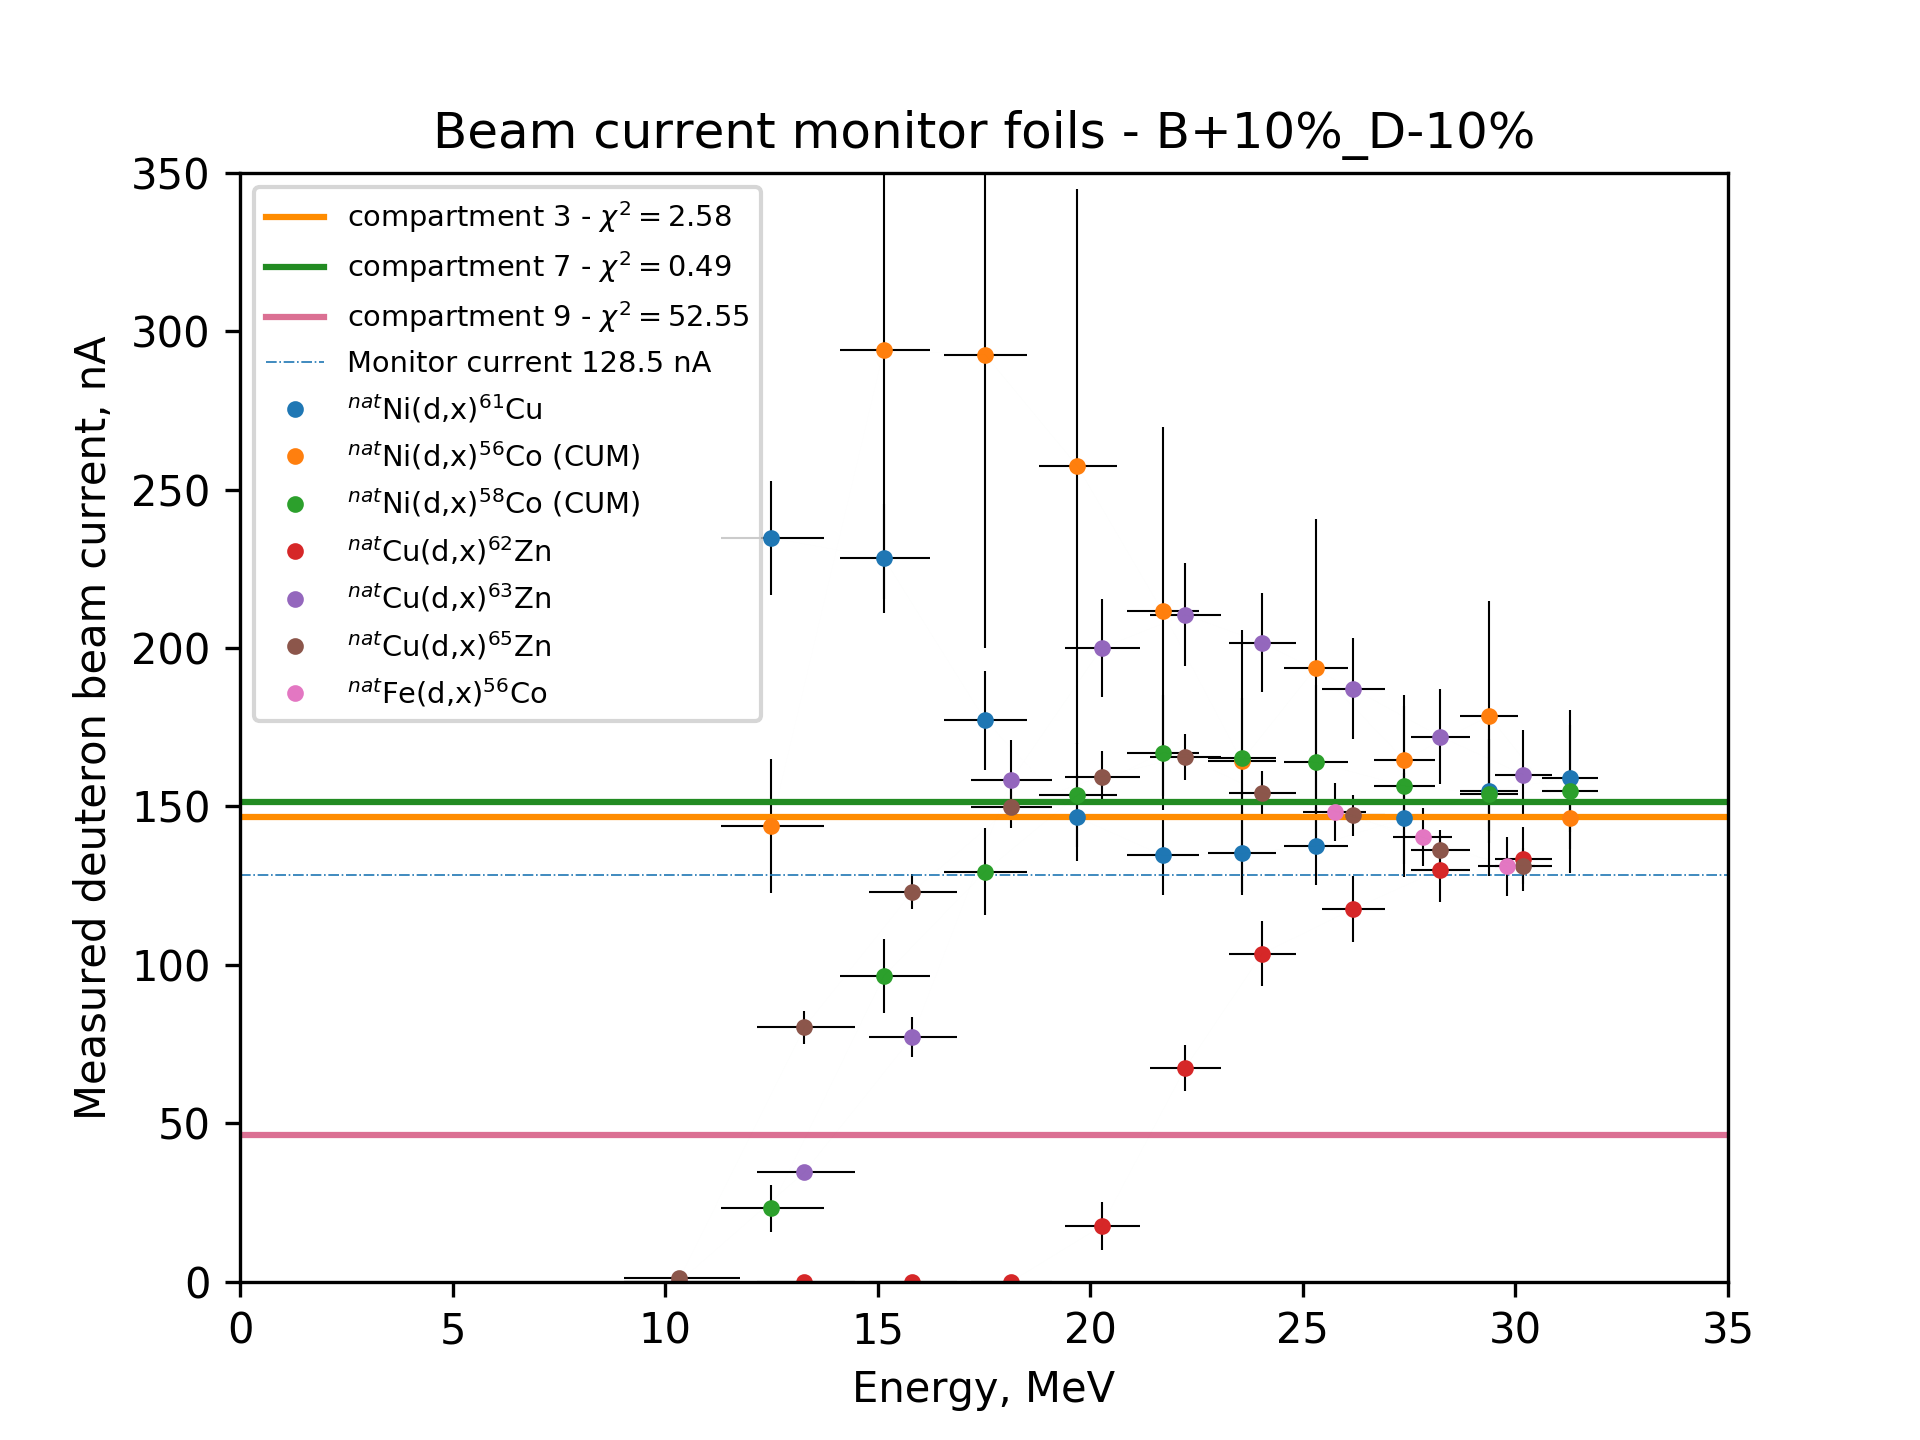 Beam current monitor foils - B+10%_D-10%
Measured deuteron beam current, nA
350
300
250
200
150
100
50
0
compartment 3 - χ² = 2.58
compartment 7 - χ² = 0.49
compartment 9 - χ² = 52.55
Monitor current 128.5 nA
ⁿᵃᵗNi(d,x)⁶¹Cu
ⁿᵃᵗNi(d,x)⁵⁶Co (CUM)
ⁿᵃᵗNi(d,x)⁵⁸Co (CUM)
ⁿᵃᵗCu(d,x)⁶²Zn
ⁿᵃᵗCu(d,x)⁶³Zn
ⁿᵃᵗCu(d,x)⁶⁵Zn
ⁿᵃᵗFe(d,x)⁵⁶Co
0 5 10 15 20 25 30 35
Energy, MeV